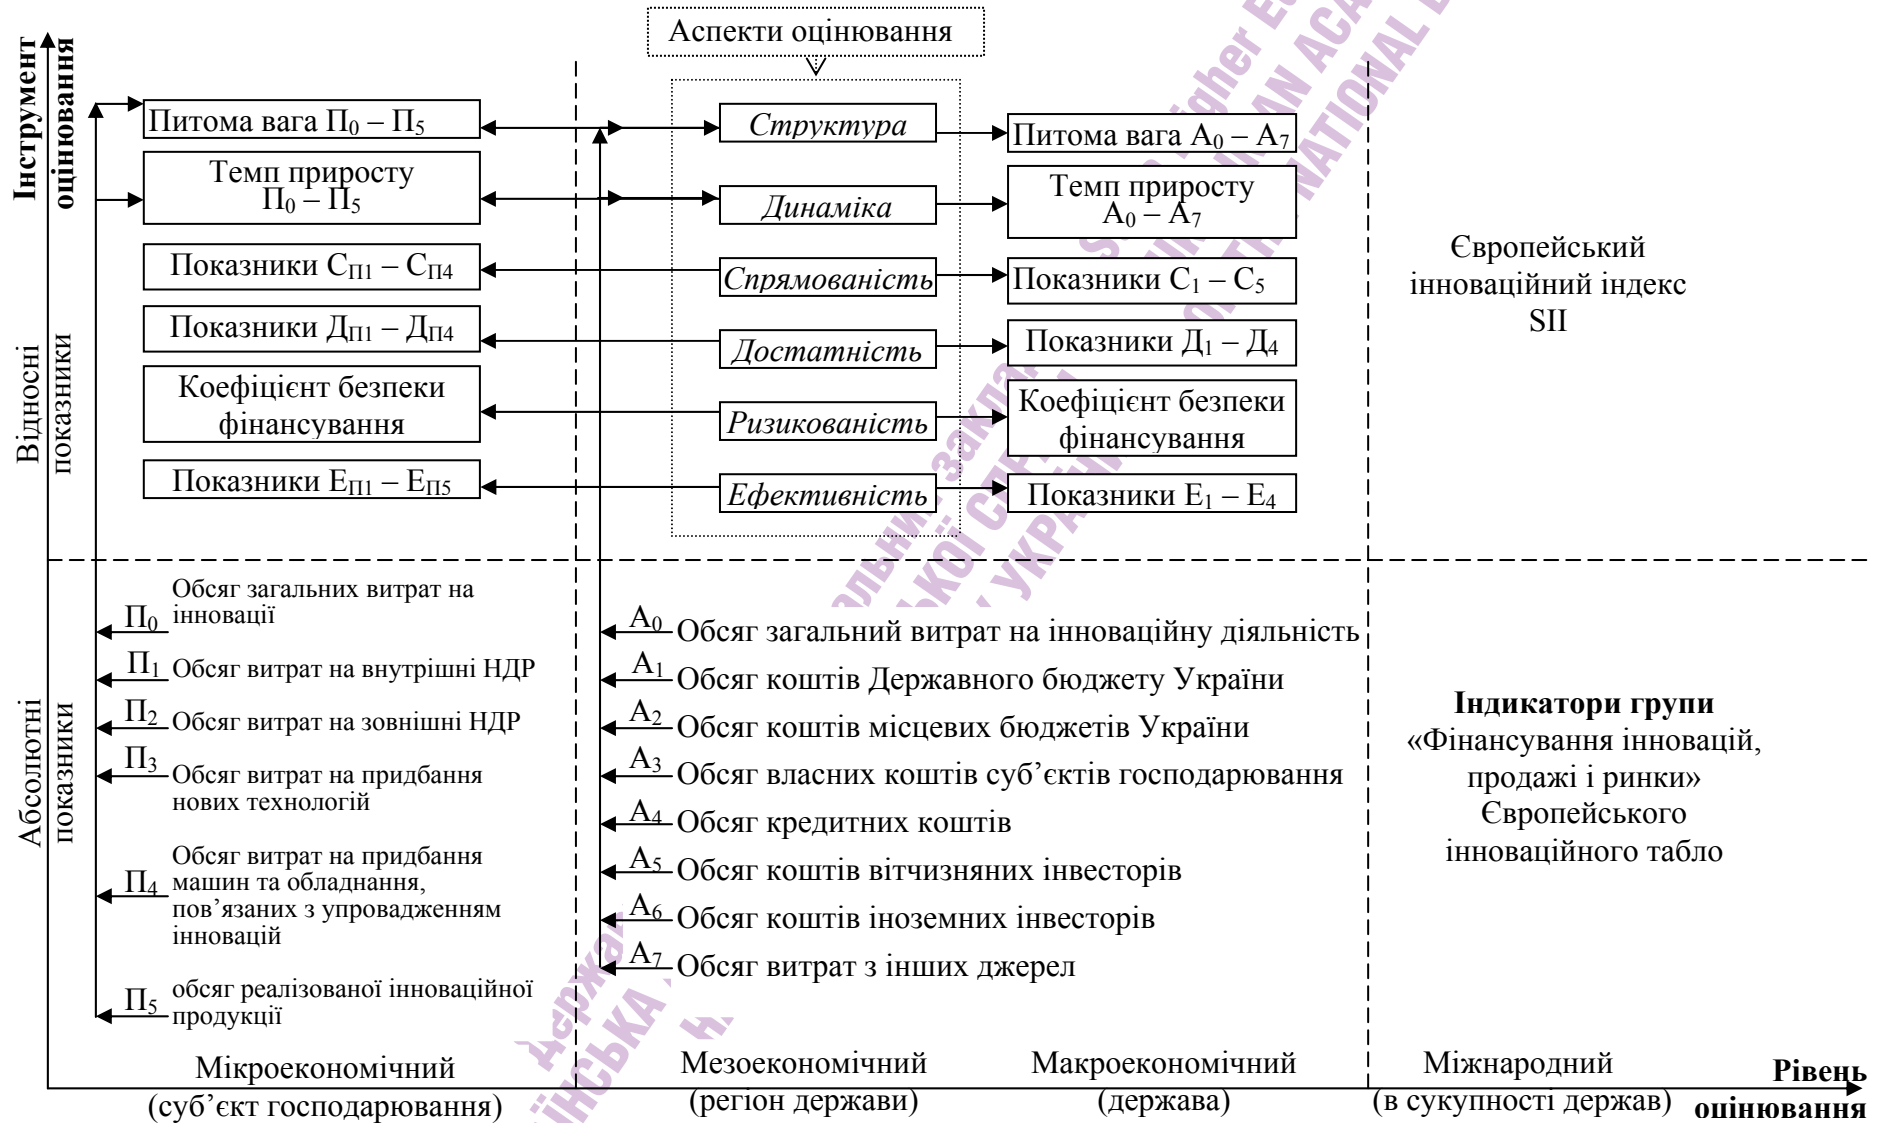 Аспекти оцінювання
Інструмент
оцінювання
Питома вага П0 – П5
Структура
Питома вага А0 – А7
Темп приросту
П0 – П5
Динаміка
Темп приросту
А0 – А7
Показники СП1 – СП4
Спрямованість
Показники С1 – С5
Показники ДП1 – ДП4
Достатність
Показники Д1 – Д4
Коефіцієнт безпеки
фінансування
Ризикованість
Коефіцієнт безпеки
фінансування
Показники ЕП1 – ЕП5
Ефективність
Показники Е1 – Е4
Європейський
інноваційний індекс
SII
Відносні
показники
Абсолютні
показники
П0 Обсяг загальних витрат на
інновації
П1 Обсяг витрат на внутрішні НДР
П2 Обсяг витрат на зовнішні НДР
П3 Обсяг витрат на придбання
нових технологій
П4 Обсяг витрат на придбання
машин та обладнання,
пов’язаних з упровадженням
інновацій
П5 обсяг реалізованої інноваційної
продукції
А0 Обсяг загальний витрат на інноваційну діяльність
А1 Обсяг коштів Державного бюджету України
А2 Обсяг коштів місцевих бюджетів України
А3 Обсяг власних коштів суб’єктів господарювання
А4 Обсяг кредитних коштів
А5 Обсяг коштів вітчизняних інвесторів
А6 Обсяг коштів іноземних інвесторів
А7 Обсяг витрат з інших джерел
Індикатори групи
«Фінансування інновацій,
продажі і ринки»
Європейського
інноваційного табло
Мікроекономічний
(суб’єкт господарювання)
Мезоекономічний
(регіон держави)
Макроекономічний
(держава)
Міжнародний
(в сукупності держав)
Рівень
оцінювання